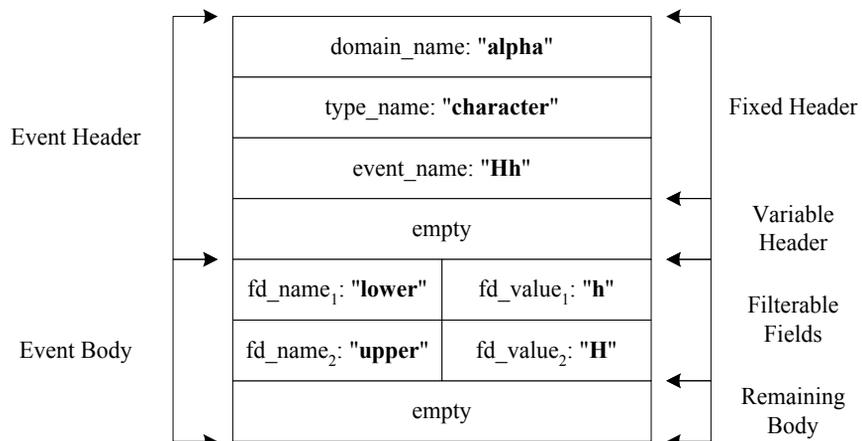 domain_name: "alpha"
type_name: "character"
Fixed Header
Event Header
event_name: "Hh"
empty
Variable
Header
fd_name1: "lower"
fd_value1: "h"
Filterable
Fields
Event Body
fd_name2: "upper"
fd_value2: "H"
empty
Remaining
Body